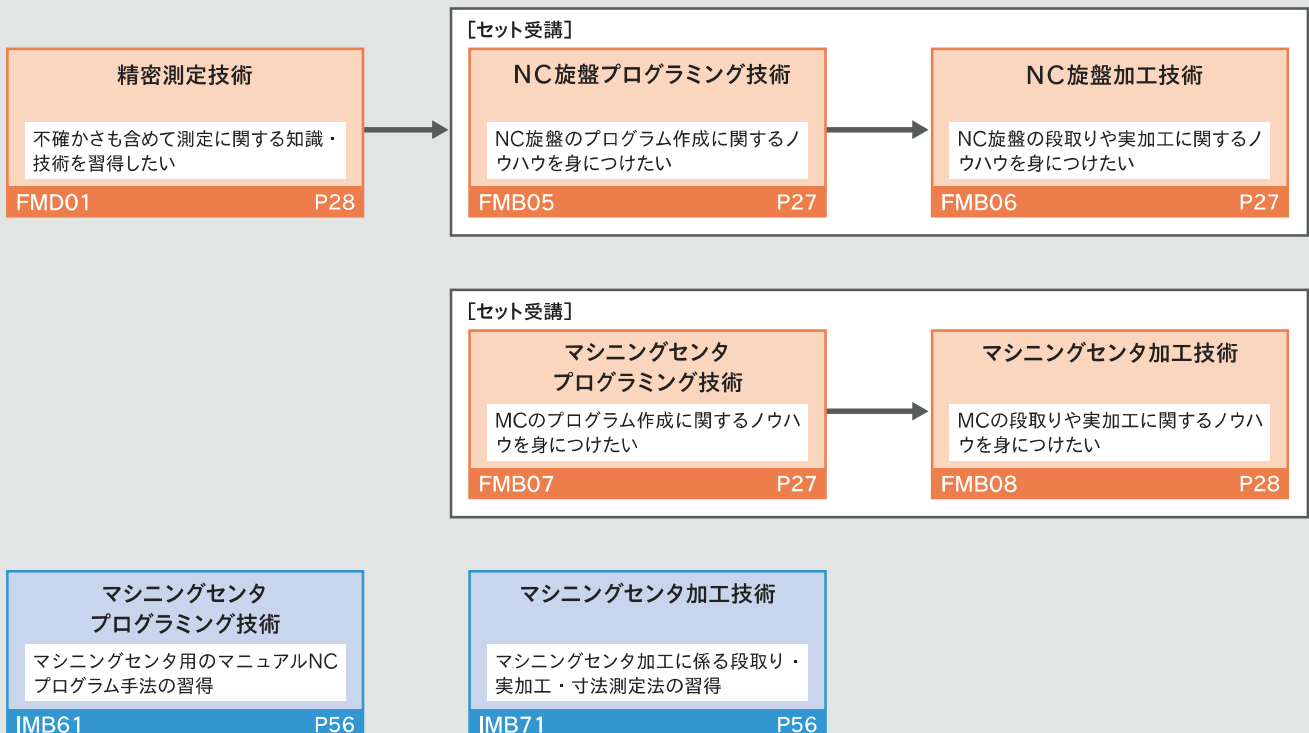 [セット受講]
精密測定技術
不確かさも含めて測定に関する知識・
技術を習得したい
FMD01 P28
NC旋盤プログラミング技術
NC旋盤のプログラム作成に関するノ
ウハウを身につけたい
FMB05 P27
NC旋盤加工技術
NC旋盤の段取りや実加工に関するノ
ウハウを身につけたい
FMB06 P27
[セット受講]
マシニングセンタ
プログラミング技術
MCのプログラム作成に関するノウハ
ウを身につけたい
FMB07 P27
マシニングセンタ加工技術
MCの段取りや実加工に関するノウハ
ウを身につけたい
FMB08 P28
マシニングセンタ
プログラミング技術
マシニングセンタ用のマニュアルNC
プログラム手法の習得
IMB61 P56
マシニングセンタ加工技術
マシニングセンタ加工に係る段取り・
実加工・寸法測定法の習得
IMB71 P56